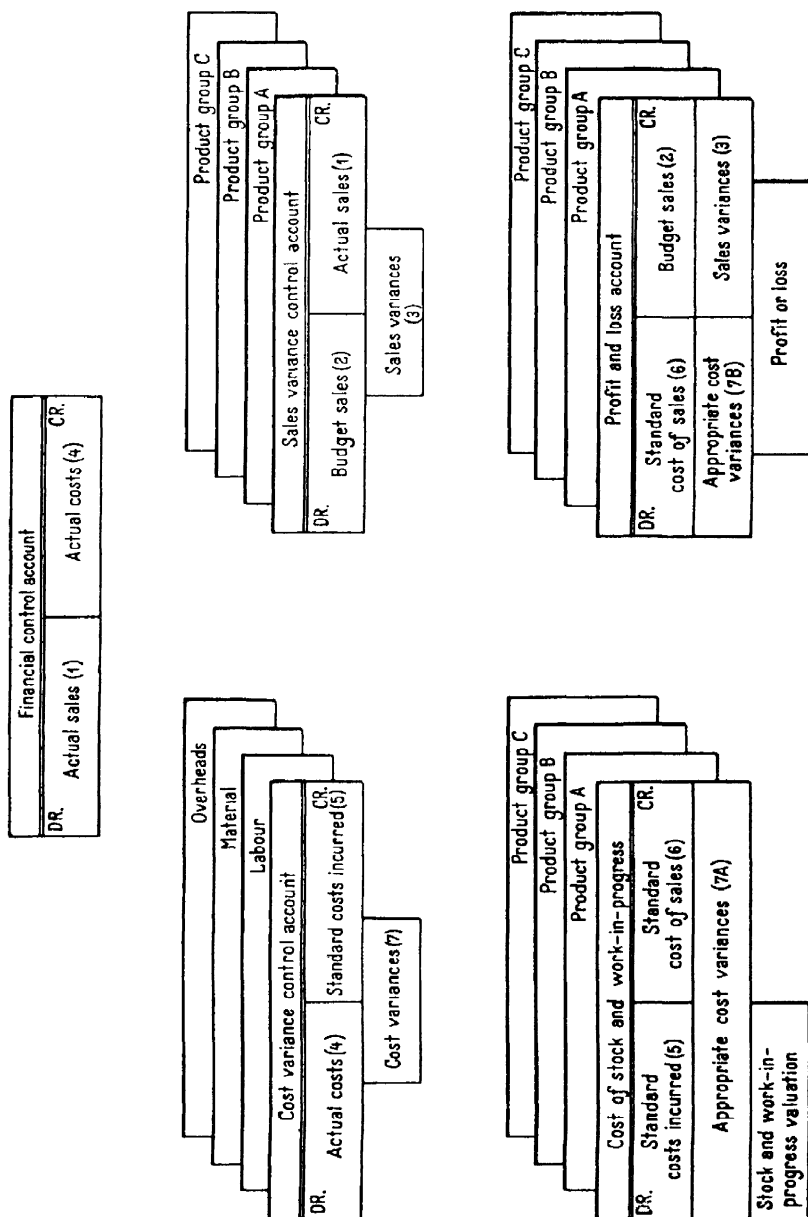 Financial control account
DR.
CR.
Actual sales (1)
Actual costs (4)
Overheads
Material
Labour
Cost variance control account
DR.
CR.
Actual costs (4)
Standard costs incurred (5)
Cost variances (7)
Product group C
Product group B
Product group A
Sales variance control account
DR.
CR.
Budget sales (2)
Actual sales (1)
Sales variances
(3)
Product group C
Product group B
Product group A
Cost of stock and work-in-progress
DR.
CR.
Standard
costs incurred (5)
Standard
cost of sales (6)
Appropriate cost variances (7A)
Stock and work-in-
progress valuation
Product group C
Product group B
Product group A
Profit and loss account
DR.
CR.
Standard
cost of sales (6)
Budget sales (2)
Appropriate cost
variances (7B)
Sales variances (3)
Profit or loss